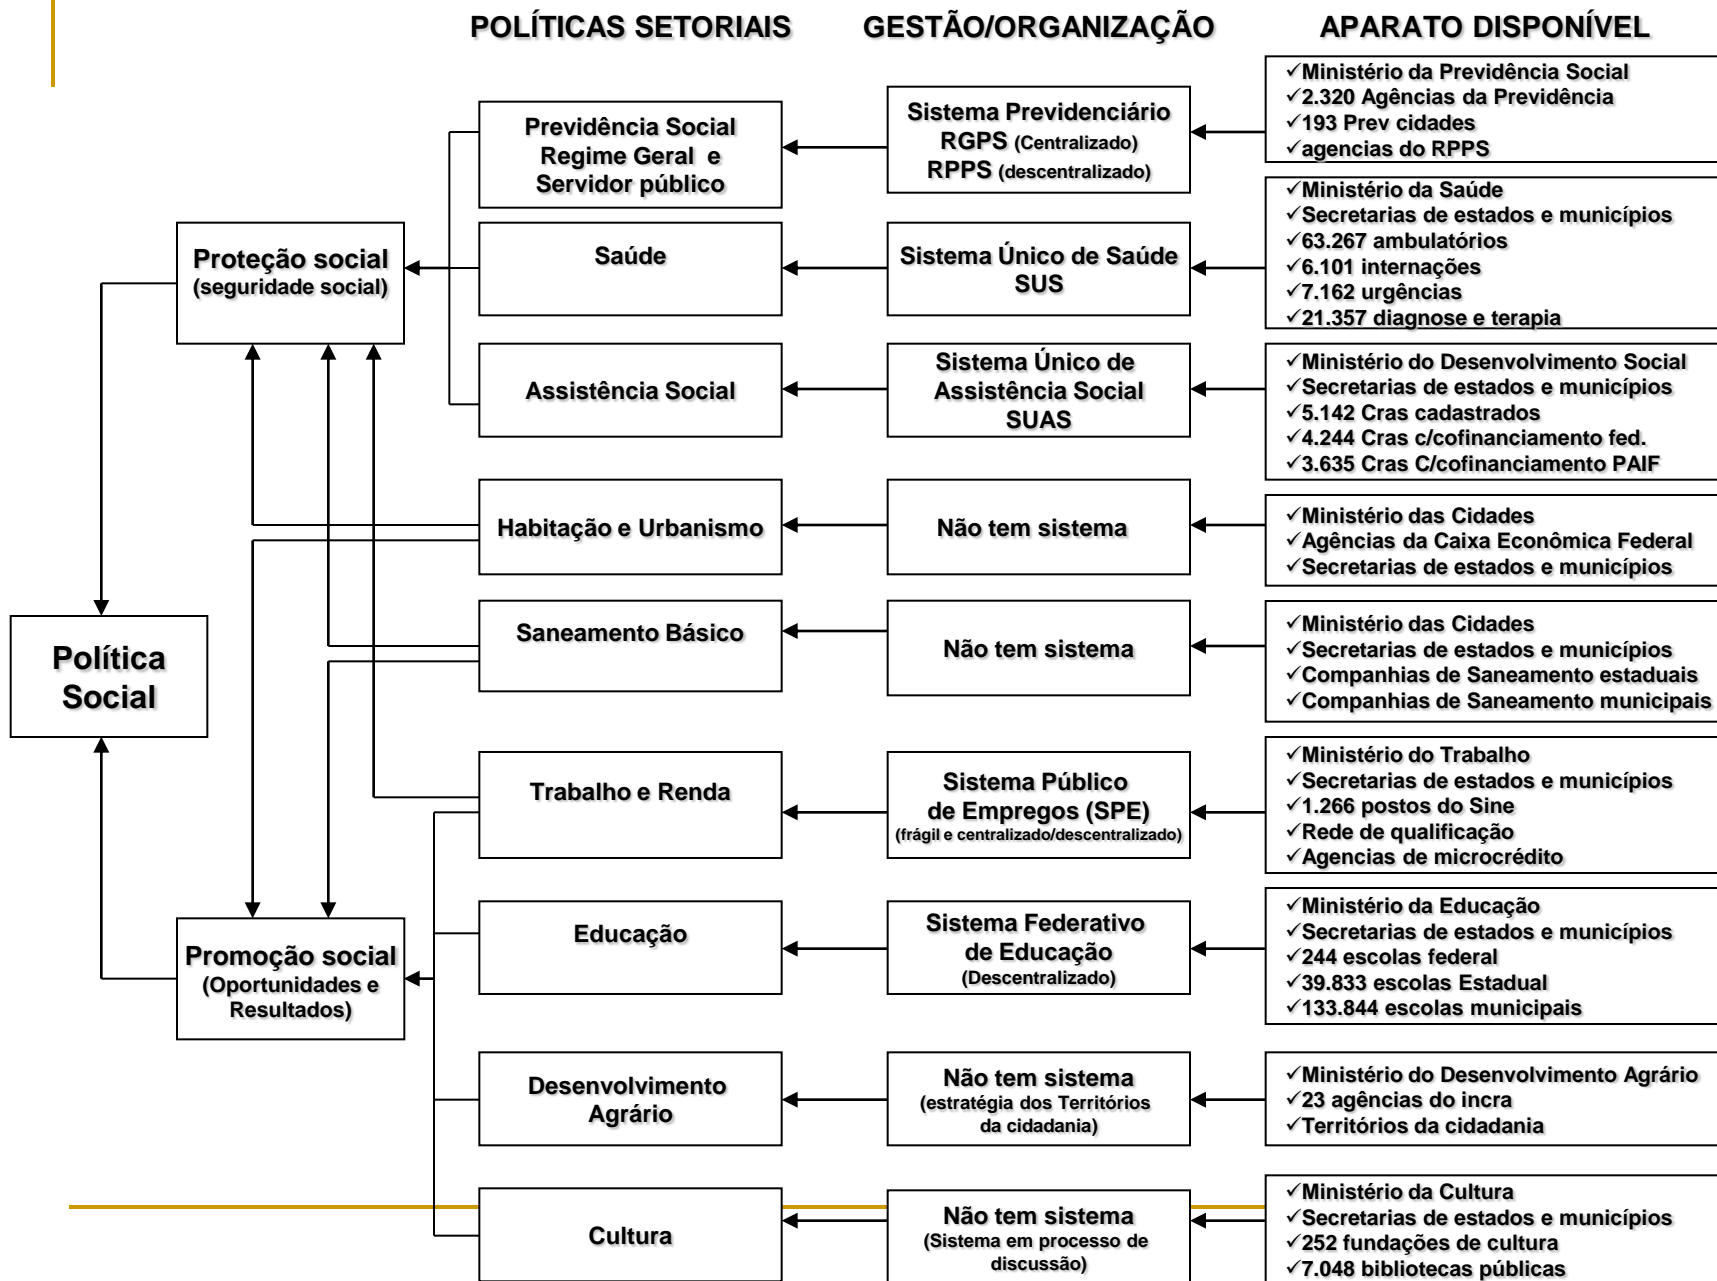 POLÍTICAS SETORIAIS
GESTÃO/ORGANIZAÇÃO
APARATO DISPONÍVEL
Previdência Social
Regime Geral e
Servidor público
Sistema Previdenciário
RGPS (Centralizado)
RPPS (descentralizado)
✓Ministério da Previdência Social
✓2.320 Agências da Previdência
✓193 Prev cidades
✓agencias do RPPS
Proteção social
(seguridade social)
Saúde
Sistema Único de Saúde
SUS
✓Ministério da Saúde
✓Secretarias de estados e municípios
✓63.267 ambulatórios
✓6.101 internações
✓7.162 urgências
✓21.357 diagnose e terapia
Assistência Social
Sistema Único de
Assistência Social
SUAS
✓Ministério do Desenvolvimento Social
✓Secretarias de estados e municípios
✓5.142 Cras cadastrados
✓4.244 Cras c/cofinanciamento fed.
✓3.635 Cras C/cofinanciamento PAIF
Habitação e Urbanismo
Não tem sistema
✓Ministério das Cidades
✓Agências da Caixa Econômica Federal
✓Secretarias de estados e municípios
Política
Social
Saneamento Básico
Não tem sistema
✓Ministério das Cidades
✓Secretarias de estados e municípios
✓Companhias de Saneamento estaduais
✓Companhias de Saneamento municipais
Trabalho e Renda
Sistema Público
de Empregos (SPE)
(frágil e centralizado/descentralizado)
✓Ministério do Trabalho
✓Secretarias de estados e municípios
✓1.266 postos do Sine
✓Rede de qualificação
✓Agencias de microcrédito
Promoção social
(Oportunidades e
Resultados)
Educação
Sistema Federativo
de Educação
(Descentralizado)
✓Ministério da Educação
✓Secretarias de estados e municípios
✓244 escolas federal
✓39.833 escolas Estadual
✓133.844 escolas municipais
Desenvolvimento
Agrário
Não tem sistema
(estratégia dos Territórios
da cidadania)
✓Ministério do Desenvolvimento Agrário
✓23 agências do incra
✓Territórios da cidadania
Cultura
Não tem sistema
(Sistema em processo de
discussão)
✓Ministério da Cultura
✓Secretarias de estados e municípios
✓252 fundações de cultura
✓7.048 bibliotecas públicas